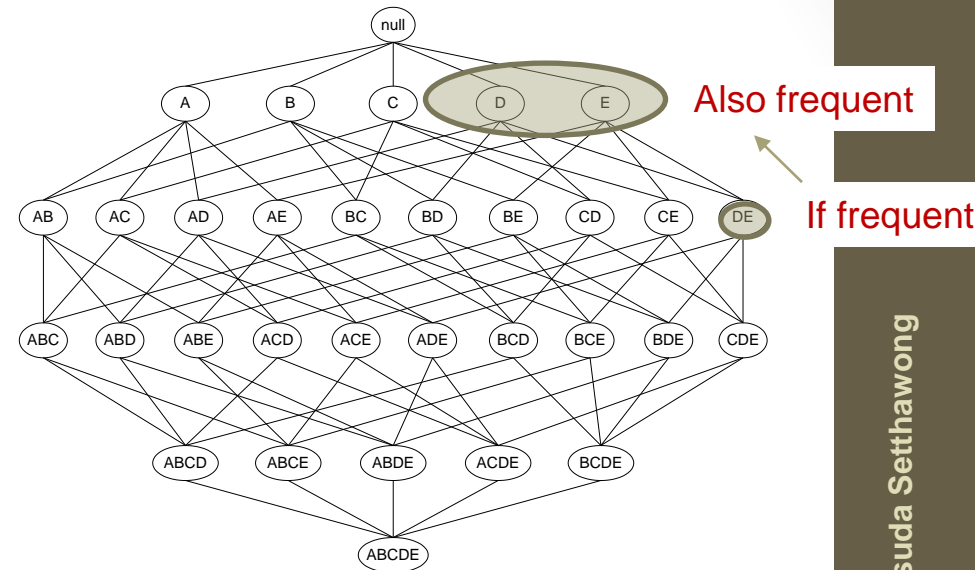 null
A B C D E
Also frequent
AB AC AD AE BC BD BE CD CE DE
If frequent
ABC ABD ABE ACD ACE ADE BCD BCE BDE CDE
ABCD ABCE ABDE ACDE BCDE
ABCDE
suda Setthawong